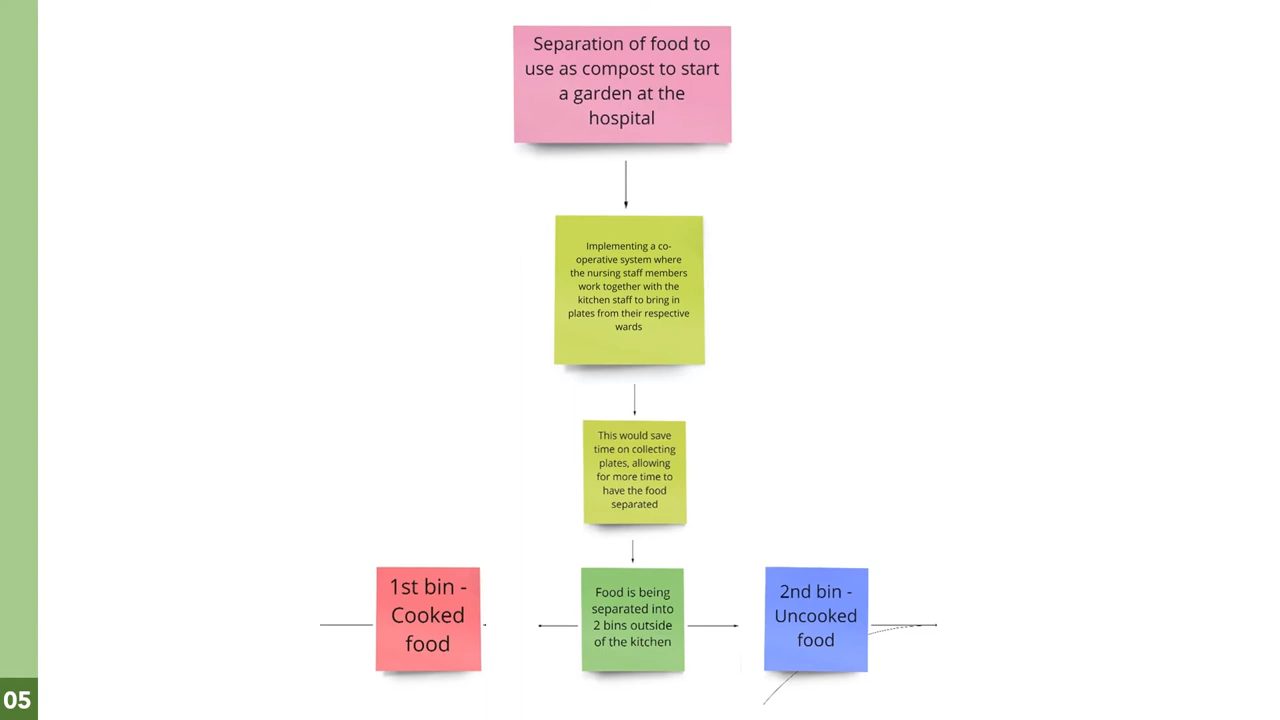 Separation of food to
use as compost to start
a garden at the
hospital
Implementing a co-
operative system where
the nursing staff members
work together with the
kitchen staff to bring in
plates from their respective
wards
This would save
time on collecting
plates, allowing
for more time to
have the food
separated
1st bin -
Cooked
food
Food is being
separated into
2 bins outside
of the kitchen
2nd bin -
Uncooked
food
05